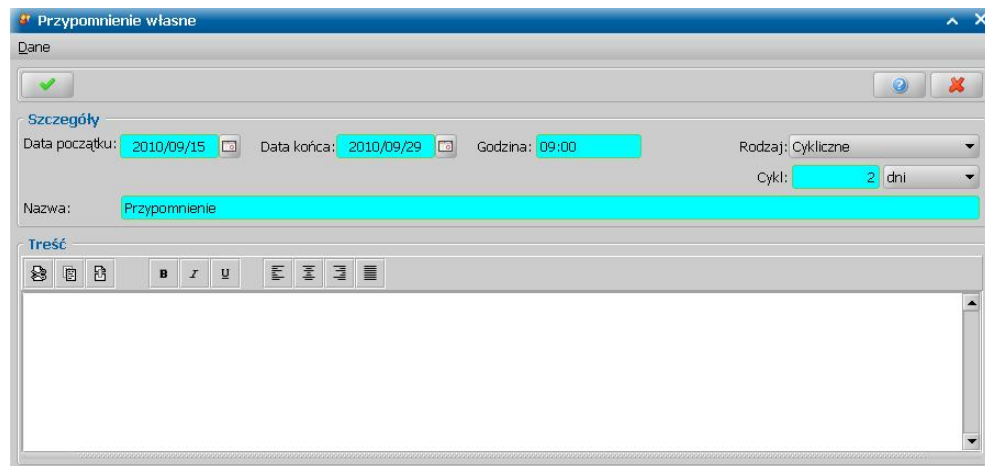 Przypomnienie własne
Dane
Szczegóły
Data początku: 2010/09/15 Data końca: 2010/09/29 Godzina: 09:00 Rodzaj: Cykliczne
Cykl: 2 dni
Nazwa: Przypomnienie
Treść
B I U